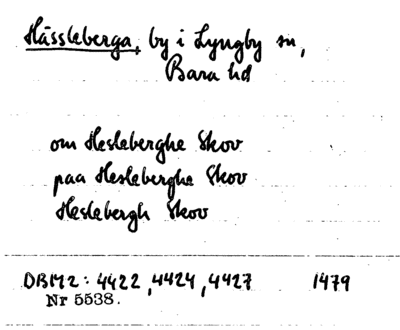 Hässleberga, by i Lyngby sn,
Bara hd
om Hesleberghe Skov
paa Hesleberghe Skov
Heslebergh Skov
DBM2: 4422, 4424, 4427 1479
Nr 5538.